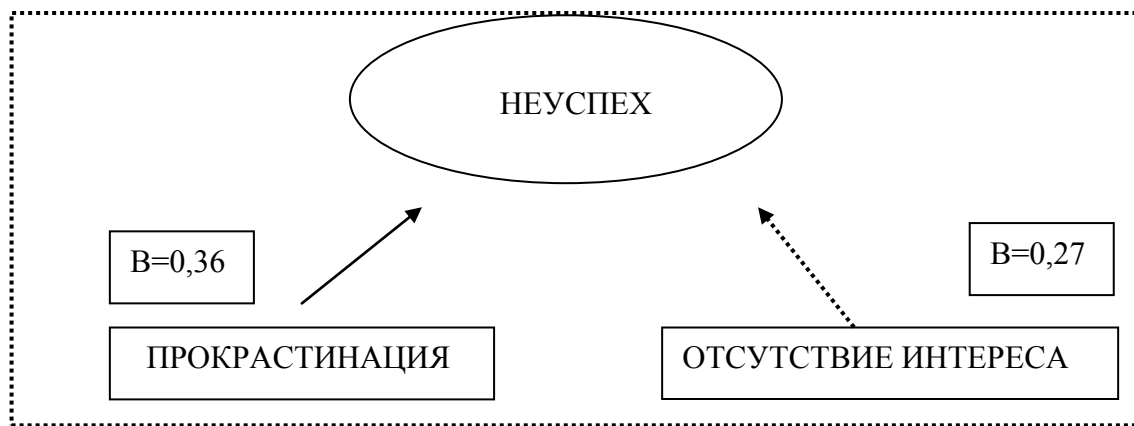 НЕУСПЕХ
В=0,36
В=0,27
ПРОКРАСТИНАЦИЯ
ОТСУТСТВИЕ ИНТЕРЕСА